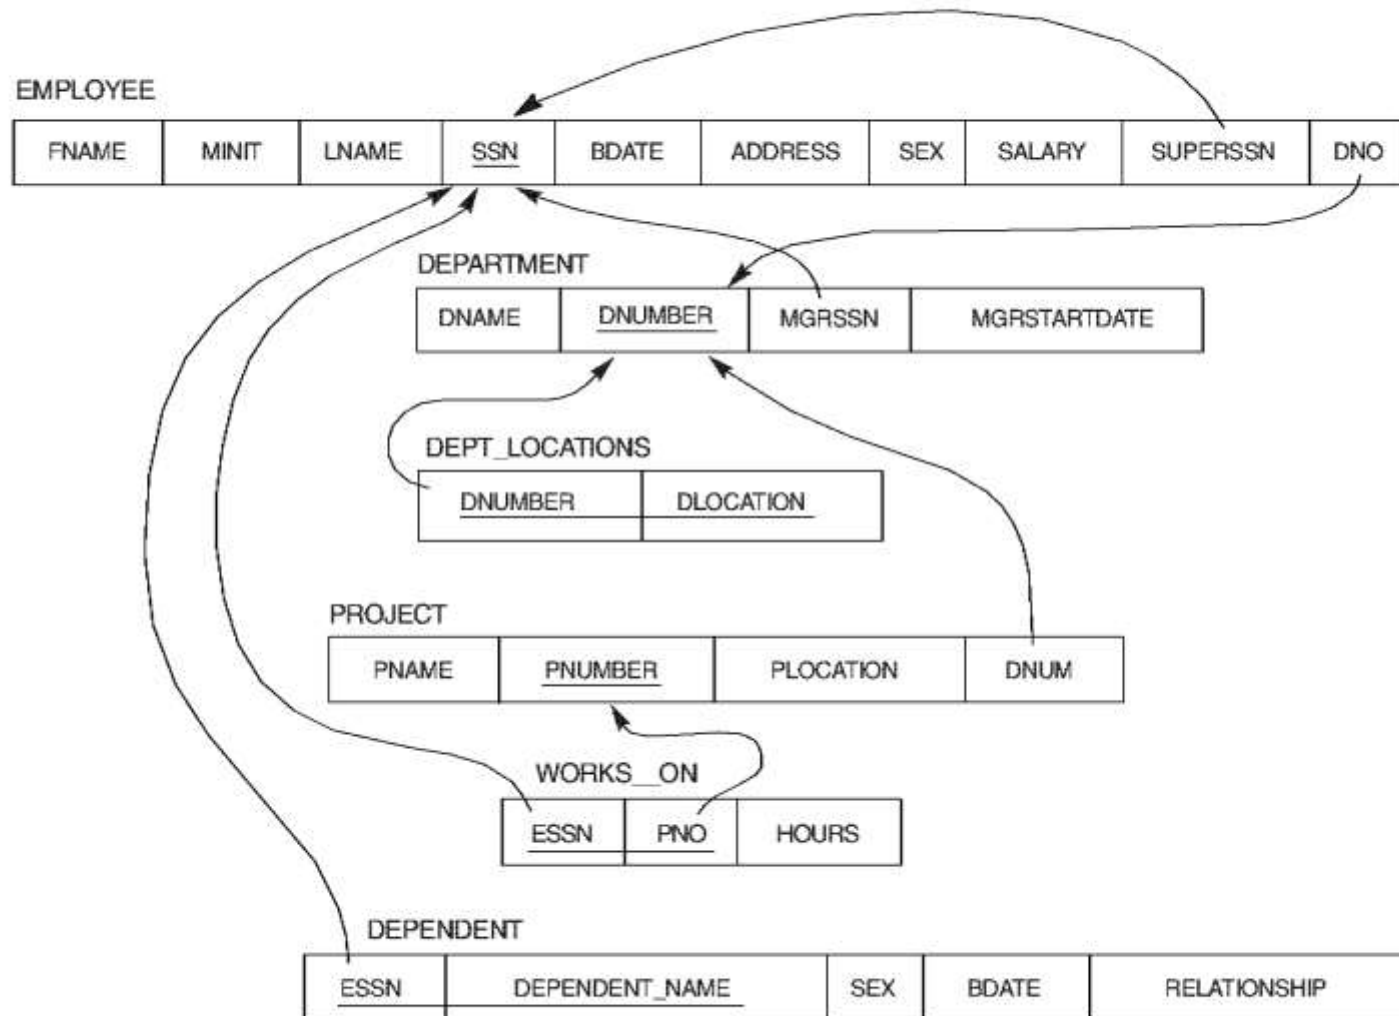 EMPLOYEE
FNAME MINIT LNAME SSN BDATE ADDRESS SEX SALARY SUPERSSN DNO
DEPARTMENT
DNAME DNUMBER MGRSSN MGRSTARTDATE
DEPT_LOCATIONS
DNUMBER DLOCATION
PROJECT
PNAME PNUMBER PLOCATION DNUM
WORKS__ON
ESSN PNO HOURS
DEPENDENT
ESSN DEPENDENT_NAME SEX BDATE RELATIONSHIP